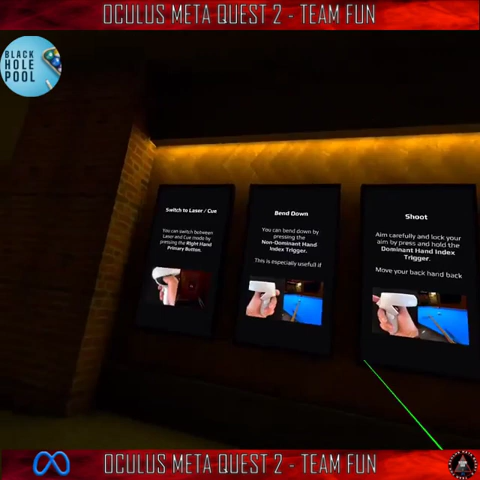 OCULUS META QUEST 2 - TEAM FUN
BLACK
HOLE
POOL
Switch to Laser / Cue
You can switch between
Laser and Cue mode by
pressing the Right Hand
Primary Button.
Bend Down
You can bend down by
pressing the
Non-Dominant Hand
Index Trigger.
This is especially usefull if
Shoot
Aim carefully and lock your
aim by press and hold the
Dominant Hand Index
Trigger.
Move your back hand back
OCULUS META QUEST 2 - TEAM FUN